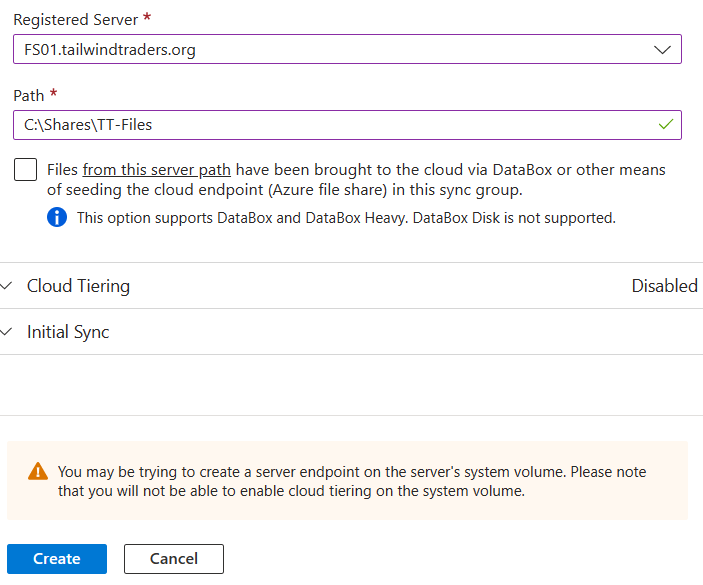 Registered Server *
FS01.tailwindtraders.org
Path *
C:\Shares\TT-Files
Files from this server path have been brought to the cloud via DataBox or other means
of seeding the cloud endpoint (Azure file share) in this sync group.
This option supports DataBox and DataBox Heavy. DataBox Disk is not supported.
Cloud Tiering Disabled
Initial Sync
You may be trying to create a server endpoint on the server's system volume. Please note
that you will not be able to enable cloud tiering on the system volume.
Create Cancel